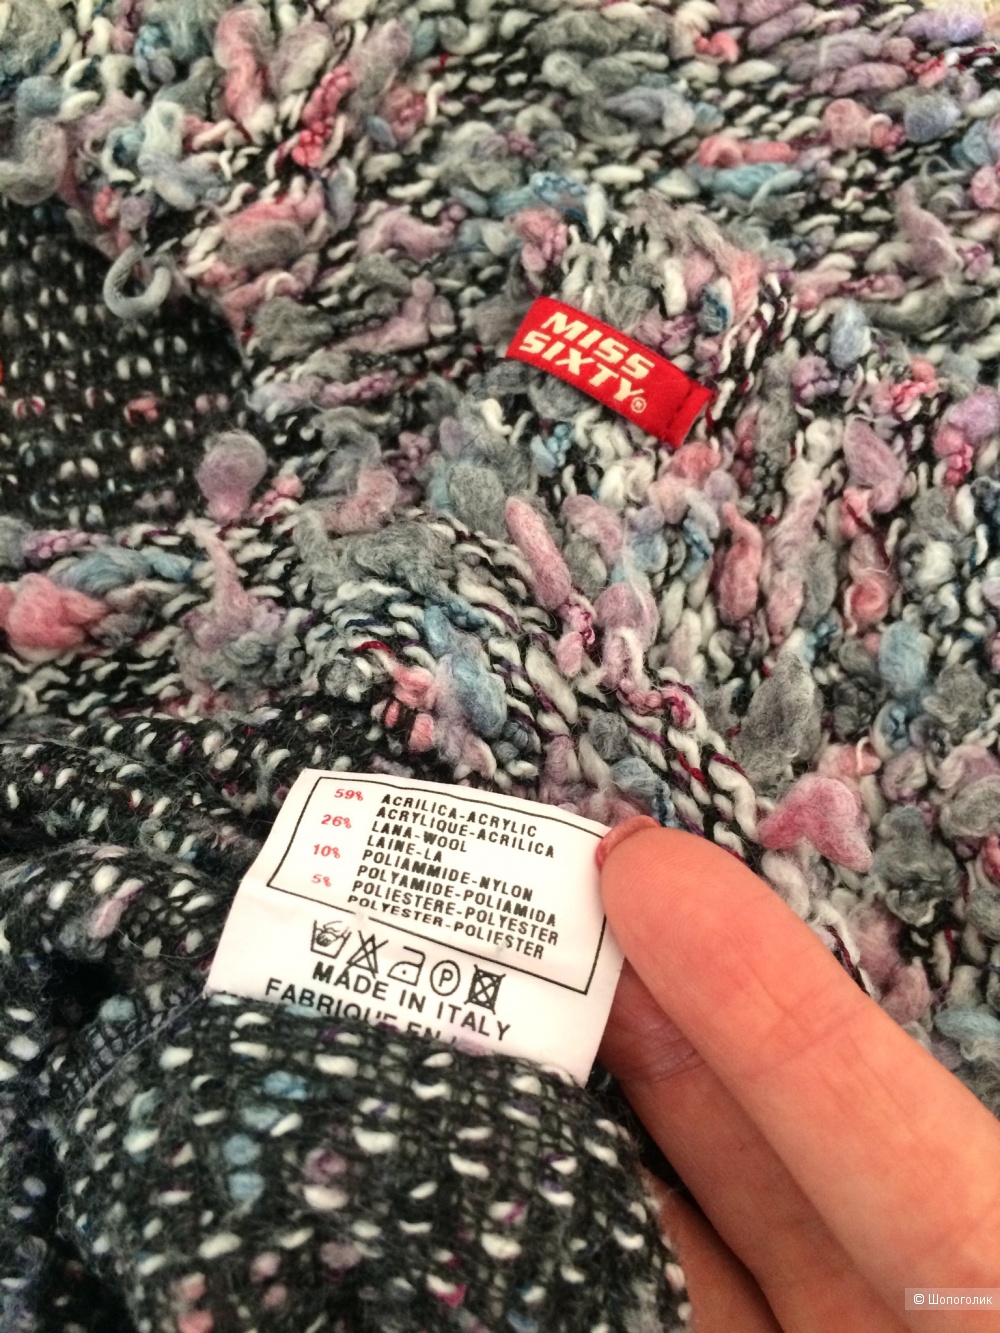 MISS
SIXTY®
59% ACRILICA-ACRYLIC
ACRYLIQUE-ACRILICA
26% LANA-WOOL
LAINE-LA
10% POLIAMMIDE-NYLON
POLYAMIDE-POLIAMIDA
5% POLIESTERE-POLYESTER
POLYESTER-POLIESTER
P
MADE IN ITALY
FABRIQUE EN
© Шопоголик